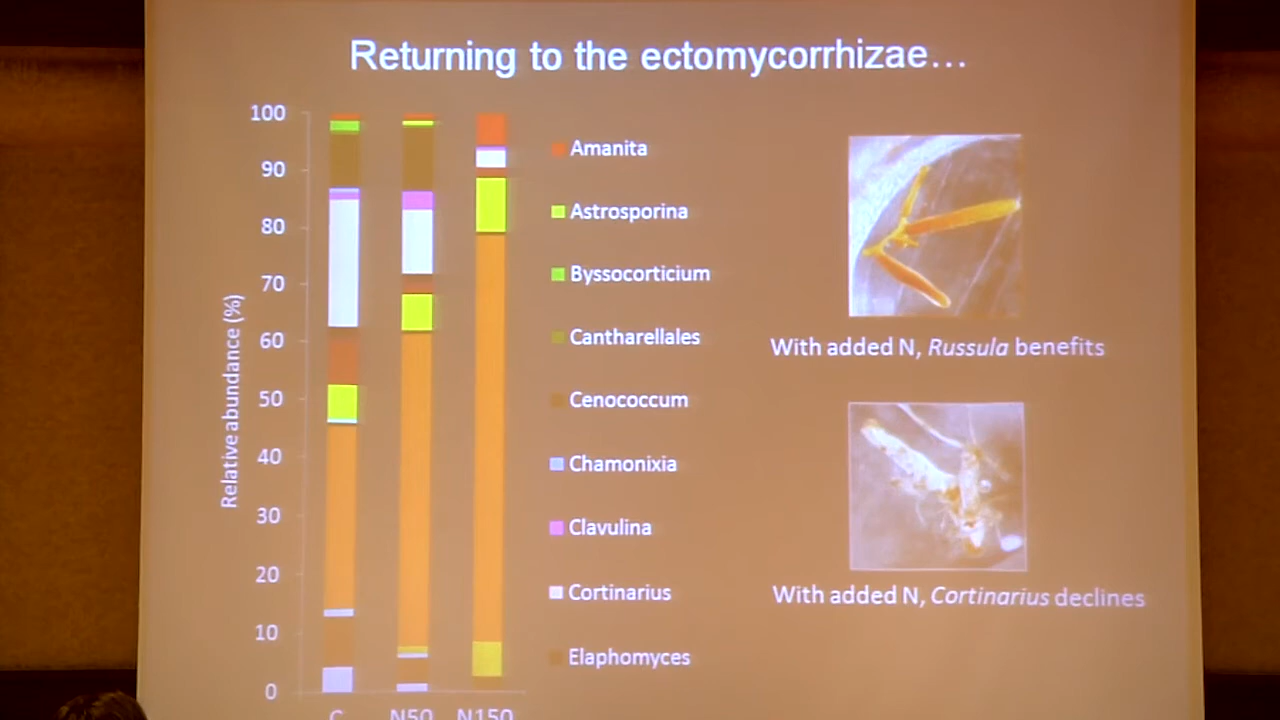 Returning to the ectomycorrhizae…
Relative abundance (%)
100
90
80
70
60
50
40
30
20
10
0
C
N50
N150
Amanita
Astrosporina
Byssocorticium
Cantharellales
Cenococcum
Chamonixia
Clavulina
Cortinarius
Elaphomyces
With added N, Russula benefits
With added N, Cortinarius declines